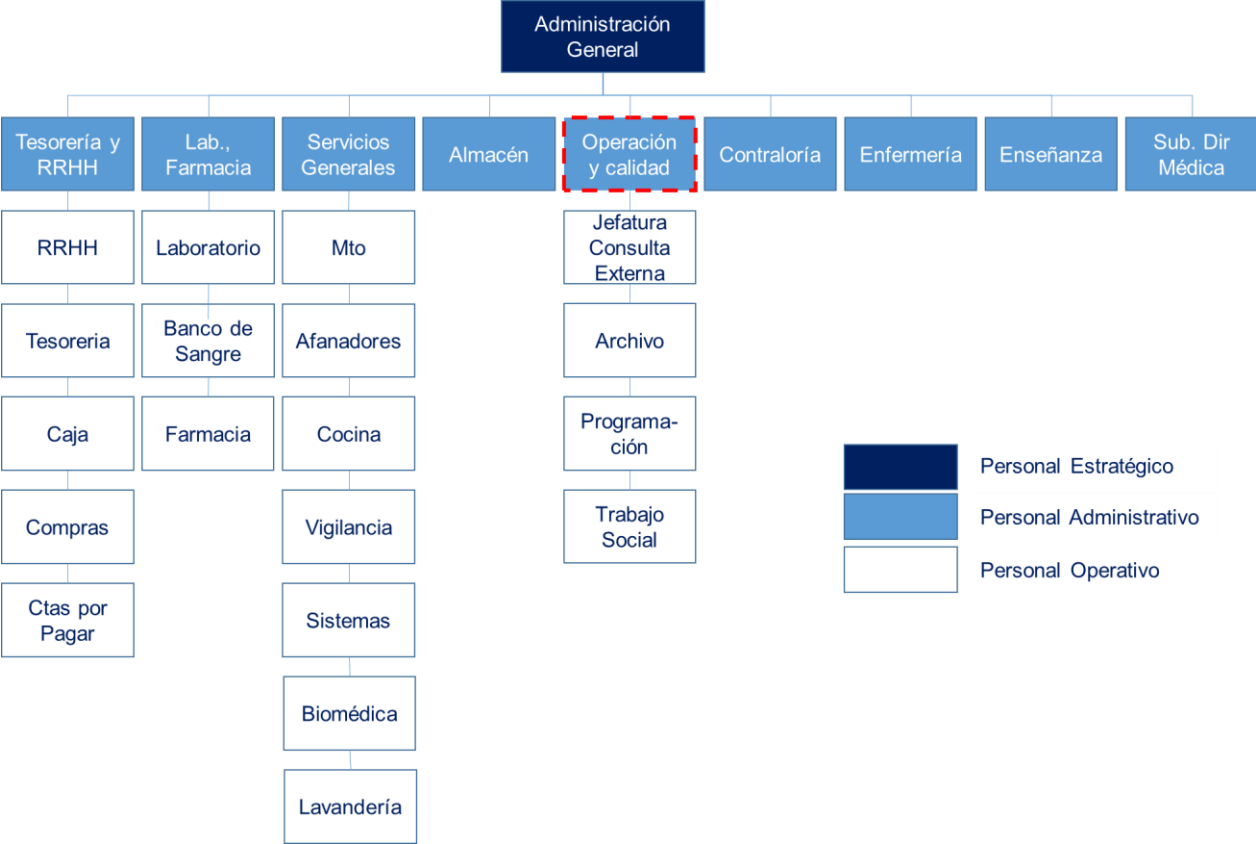 Administración
General
Tesorería y
RRHH
Lab.,
Farmacia
Servicios
Generales
Almacén
Operación
y calidad
Contraloría
Enfermería
Enseñanza
Sub. Dir
Médica
RRHH
Tesoreria
Caja
Compras
Ctas por
Pagar
Laboratorio
Banco de
Sangre
Farmacia
Mto
Afanadores
Cocina
Vigilancia
Sistemas
Biomédica
Lavandería
Jefatura
Consulta
Externa
Archivo
Programa-
ción
Trabajo
Social
Personal Estratégico
Personal Administrativo
Personal Operativo